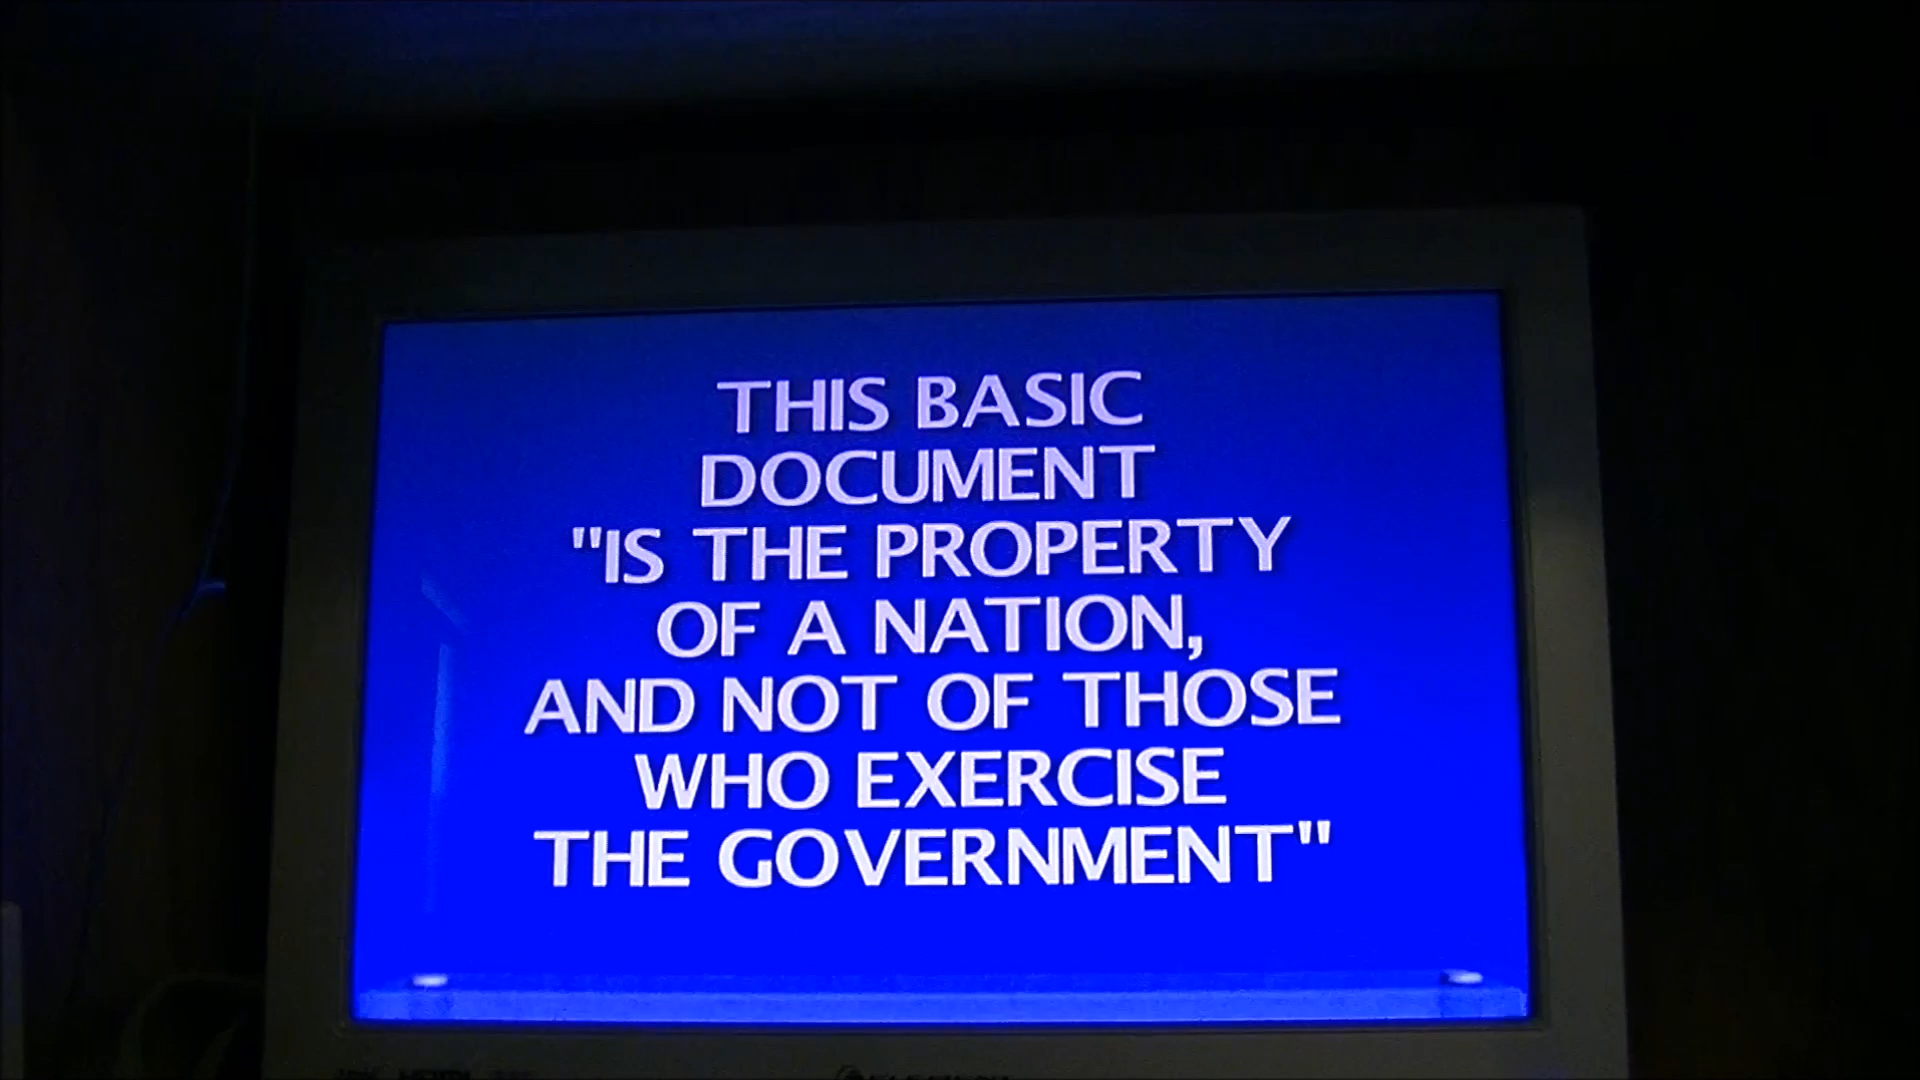 THIS BASIC
DOCUMENT
"IS THE PROPERTY
OF A NATION,
AND NOT OF THOSE
WHO EXERCISE
THE GOVERNMENT"